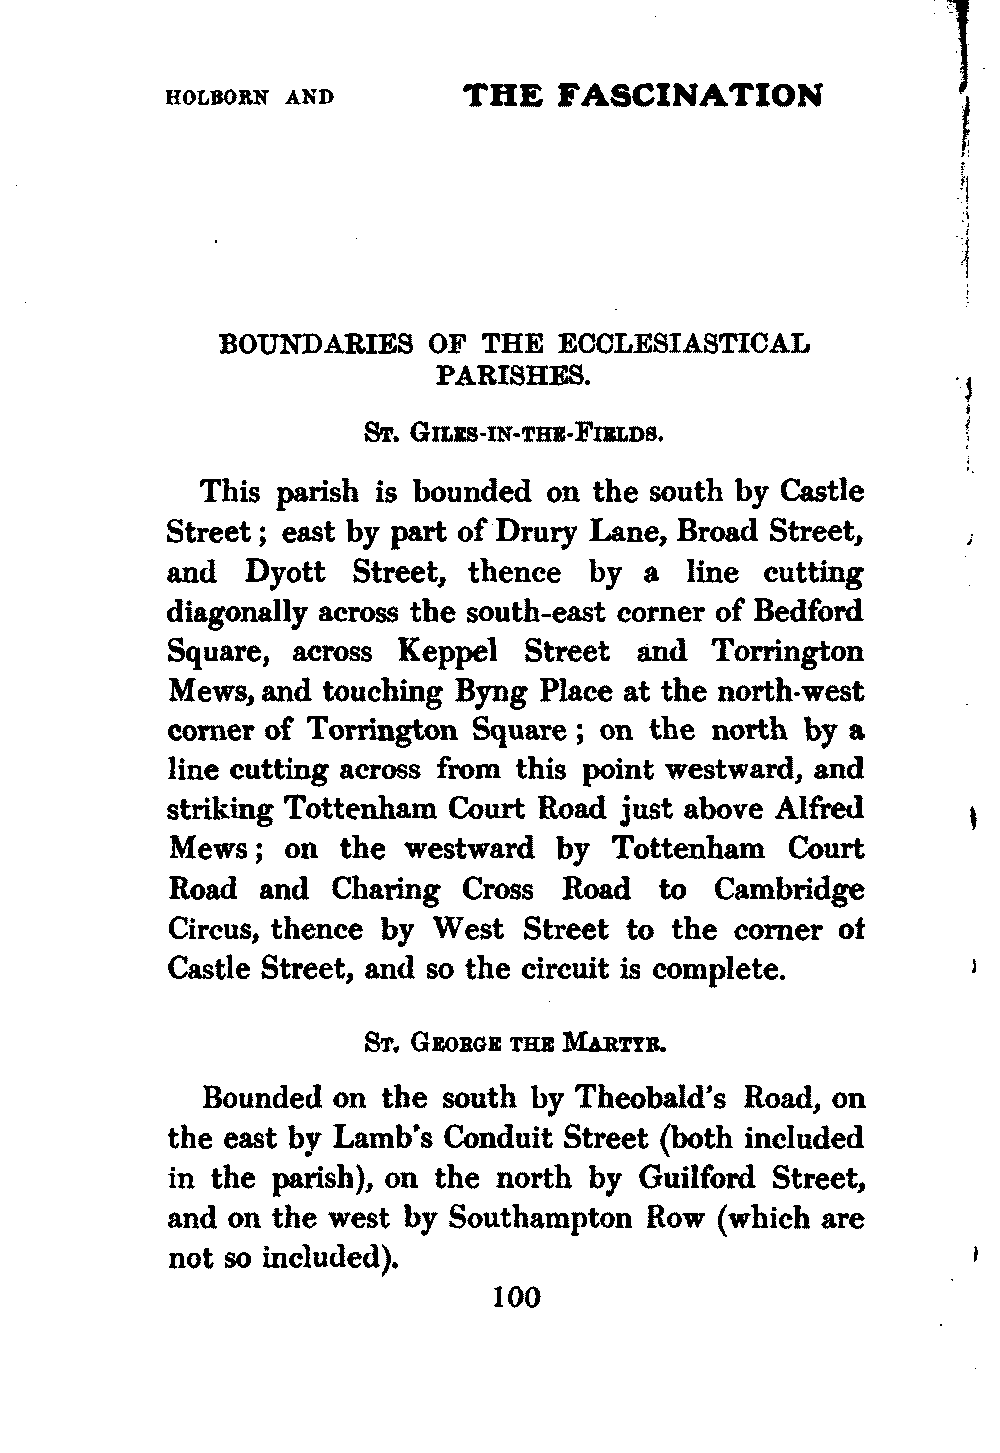 HOLBORN AND THE FASCINATION
BOUNDARIES OF THE ECCLESIASTICAL
PARISHES.
ST. GILES-IN-THE-FIELDS.
This parish is bounded on the south by Castle
Street; east by part of Drury Lane, Broad Street,
and Dyott Street, thence by a line cutting
diagonally across the south-east corner of Bedford
Square, across Keppel Street and Torrington
Mews, and touching Byng Place at the north-west
corner of Torrington Square; on the north by a
line cutting across from this point westward, and
striking Tottenham Court Road just above Alfred
Mews; on the westward by Tottenham Court
Road and Charing Cross Road to Cambridge
Circus, thence by West Street to the corner of
Castle Street, and so the circuit is complete.
ST. GEORGE THE MARTYR.
Bounded on the south by Theobald's Road, on
the east by Lamb's Conduit Street (both included
in the parish), on the north by Guilford Street,
and on the west by Southampton Row (which are
not so included).
100